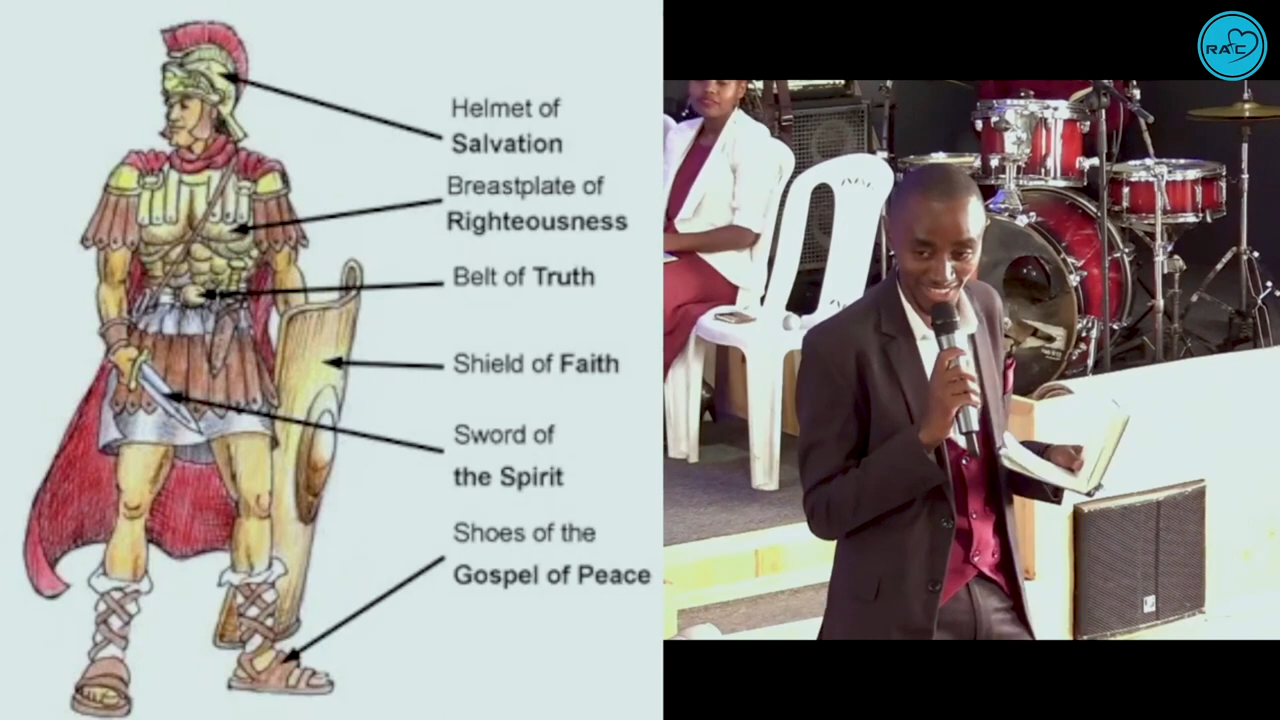 RAFC
Helmet of
Salvation
Breastplate of
Righteousness
Belt of Truth
Shield of Faith
Sword of
the Spirit
Shoes of the
Gospel of Peace